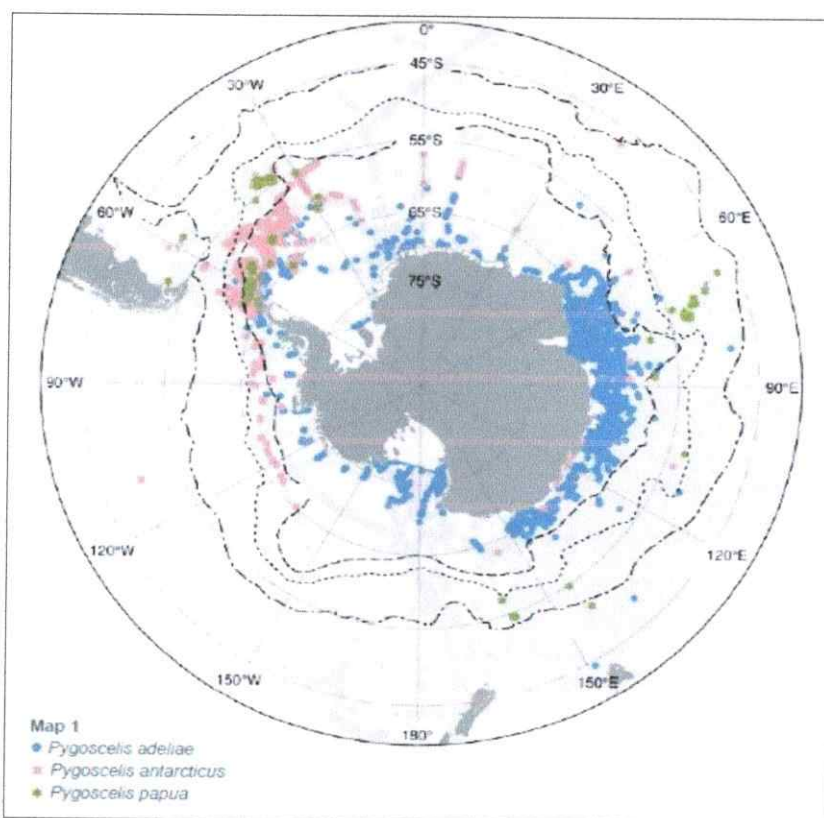 0°
45°S
30°W
30°E
55°S
60°W
65°S
60°E
75°S
90°W
90°E
120°W
120°E
150°W
150°E
180°
Map 1
Pygoscelis adeliae
Pygoscelis antarcticus
Pygoscelis papua